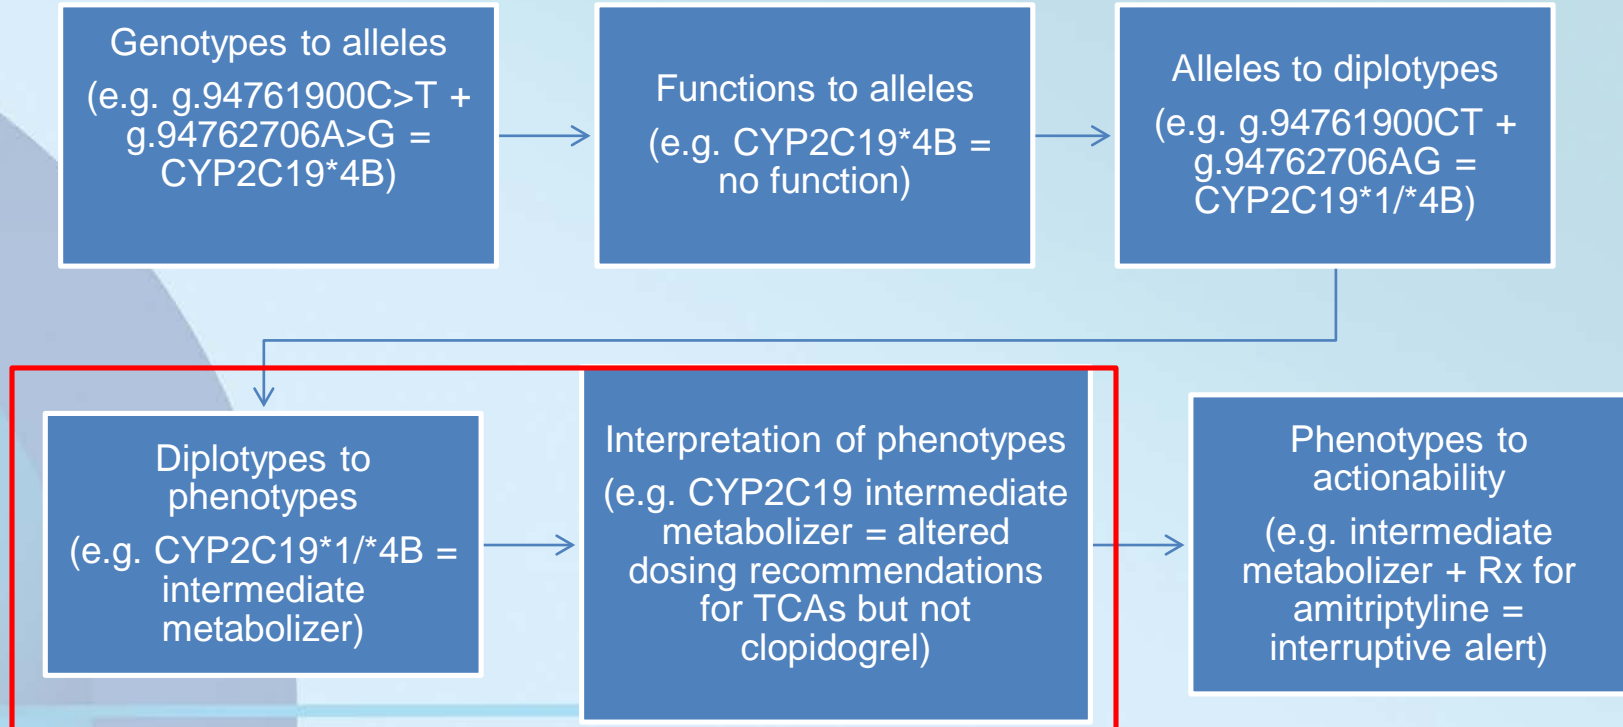 Genotypes to alleles
(e.g. g.94761900C>T +
g.94762706A>G =
CYP2C19*4B)
Functions to alleles
(e.g. CYP2C19*4B =
no function)
Alleles to diplotypes
(e.g. g.94761900CT +
g.94762706AG =
CYP2C19*1/*4B)
Diplotypes to
phenotypes
(e.g. CYP2C19*1/*4B =
intermediate
metabolizer)
Interpretation of phenotypes
(e.g. CYP2C19 intermediate
metabolizer = altered
dosing recommendations
for TCAs but not
clopidogrel)
Phenotypes to
actionability
(e.g. intermediate
metabolizer + Rx for
amitriptyline =
interruptive alert)